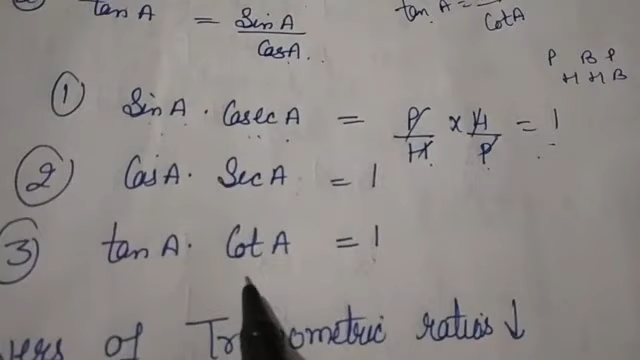 tan A = Sin A / Cos A
tan A = / Cot A
P B P
H H B
① Sin A . Cosec A = P/H × H/P = 1
② Cos A . Sec A = 1
③ tan A . Cot A = 1
of Trigonometric ratios ↓